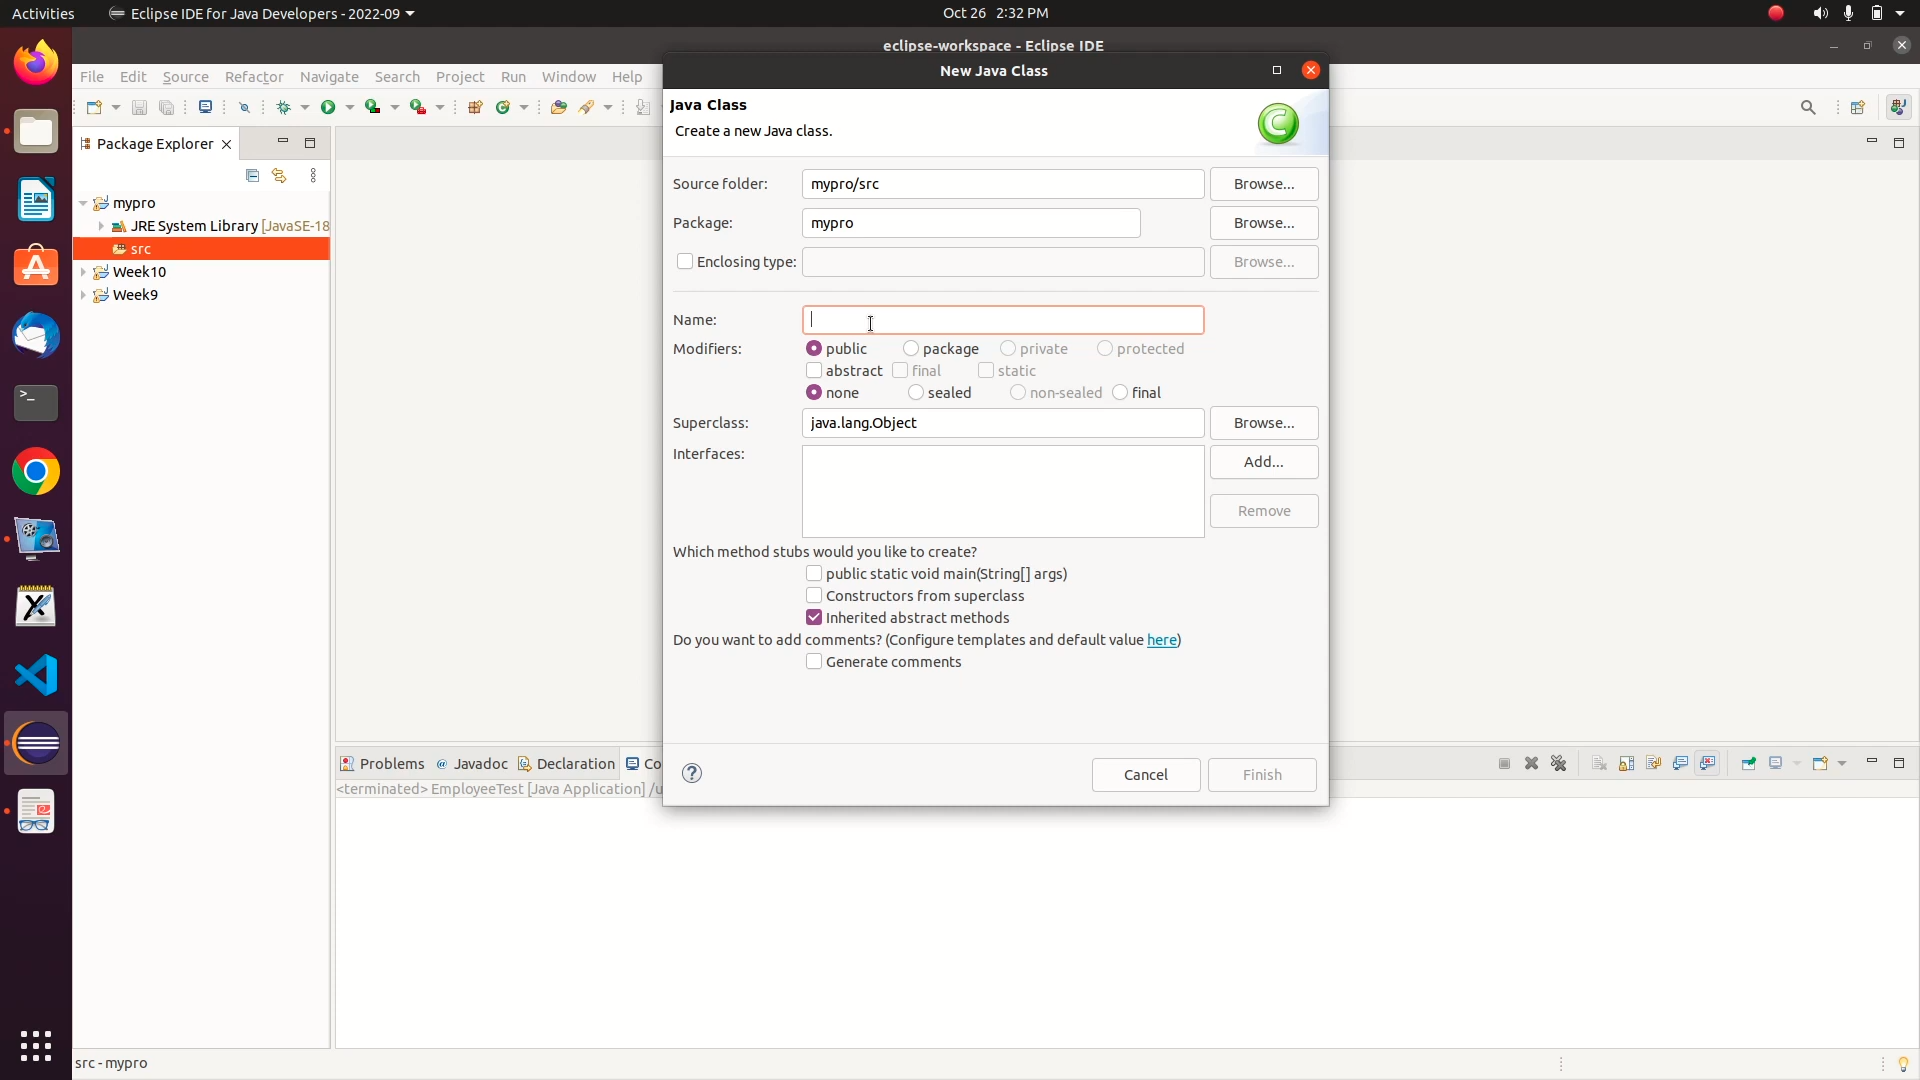 Activities
Eclipse IDE for Java Developers - 2022-09
Oct 26 2:32 PM
eclipse-workspace - Eclipse IDE
File Edit Source Refactor Navigate Search Project Run Window Help
New Java Class
Java Class
Create a new Java class.
Package Explorer
mypro
JRE System Library [JavaSE-18
src
Week10
Week9
Source folder: mypro/src Browse...
Package: mypro Browse...
Enclosing type: Browse...
Name:
Modifiers: public package private protected
abstract final static
none sealed non-sealed final
Superclass: java.lang.Object Browse...
Interfaces: Add...
Remove
Which method stubs would you like to create?
public static void main(String[] args)
Constructors from superclass
Inherited abstract methods
Do you want to add comments? (Configure templates and default value here)
Generate comments
Cancel Finish
Problems @ Javadoc Declaration Co
<terminated> EmployeeTest [Java Application] /u
src - mypro